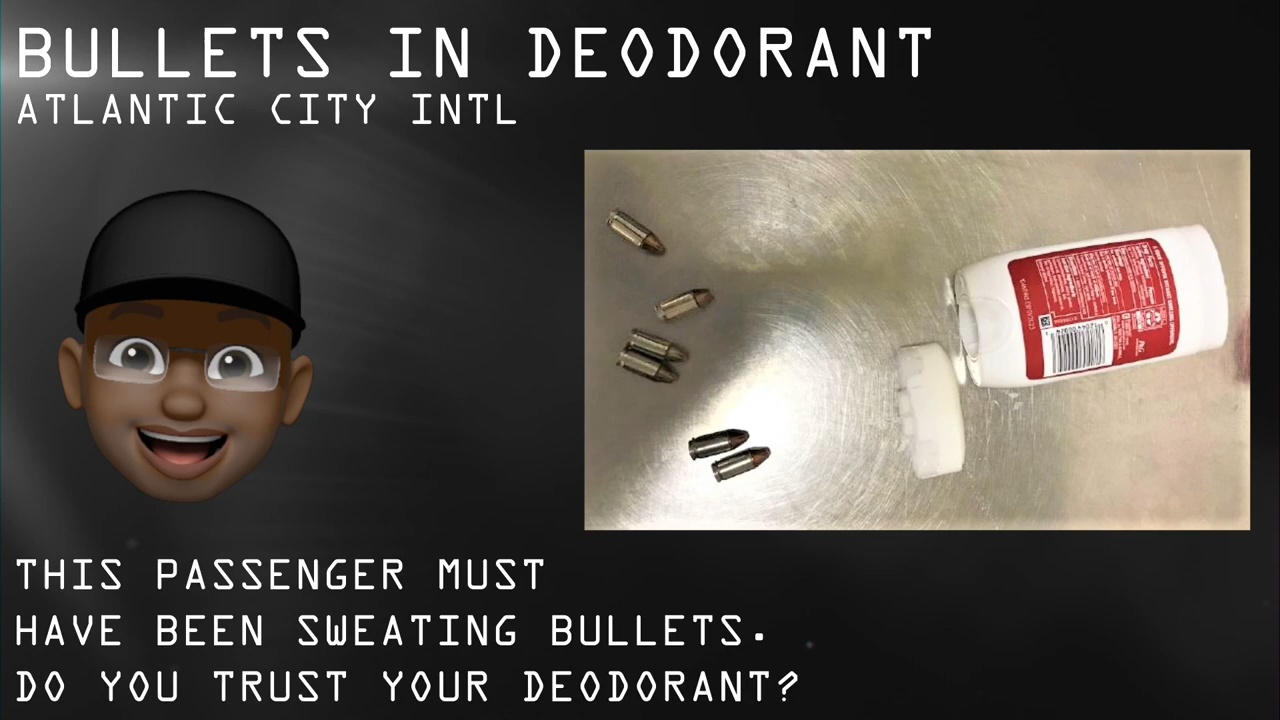 BULLETS IN DEODORANT
ATLANTIC CITY INTL
THIS PASSENGER MUST
HAVE BEEN SWEATING BULLETS.
DO YOU TRUST YOUR DEODORANT?
P&G